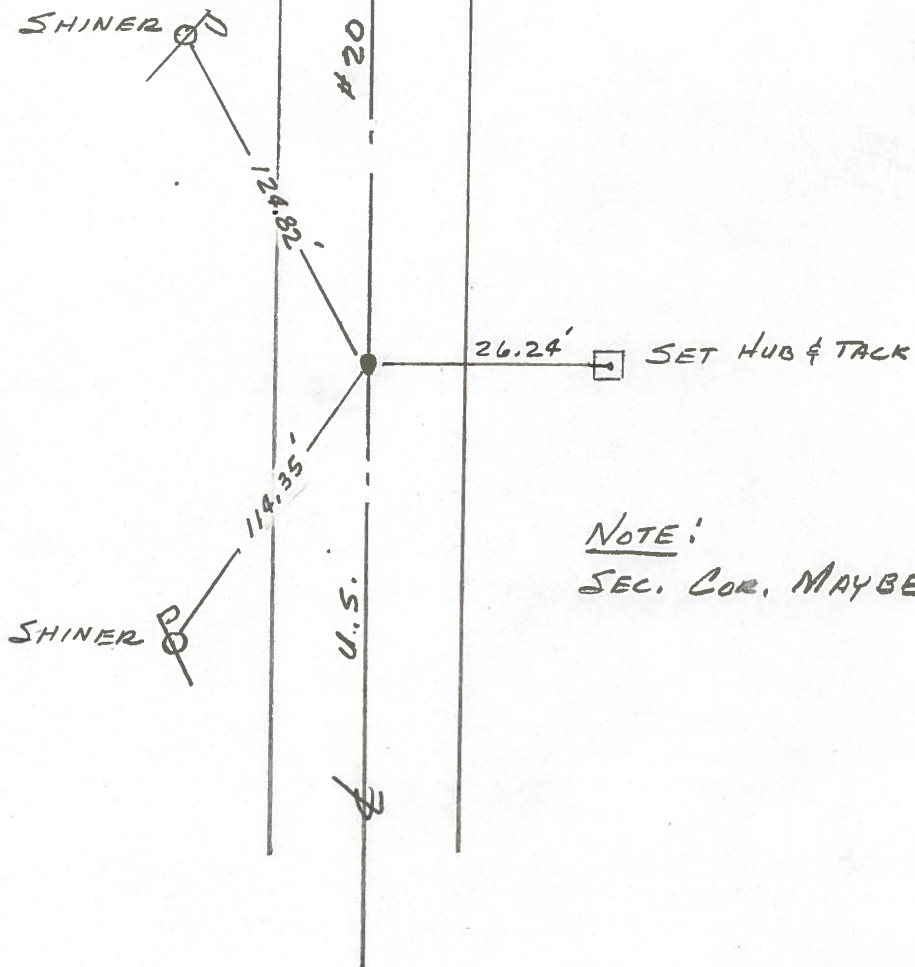 SHINER
#20
124.82'
26.24'
SET HUB & TACK
114.35'
NOTE:
SEC. COR. MAYBE
SHINER
U.S.
℄